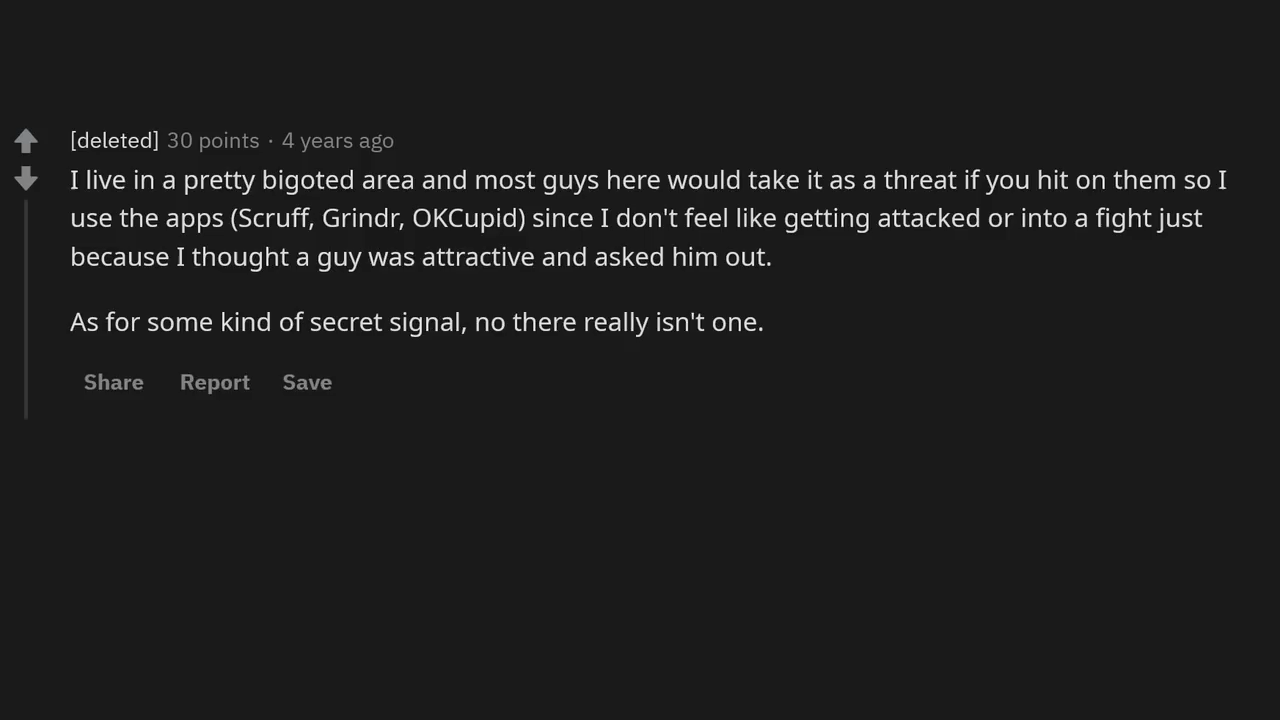 [deleted] 30 points · 4 years ago
I live in a pretty bigoted area and most guys here would take it as a threat if you hit on them so I
use the apps (Scruff, Grindr, OKCupid) since I don't feel like getting attacked or into a fight just
because I thought a guy was attractive and asked him out.
As for some kind of secret signal, no there really isn't one.
Share Report Save